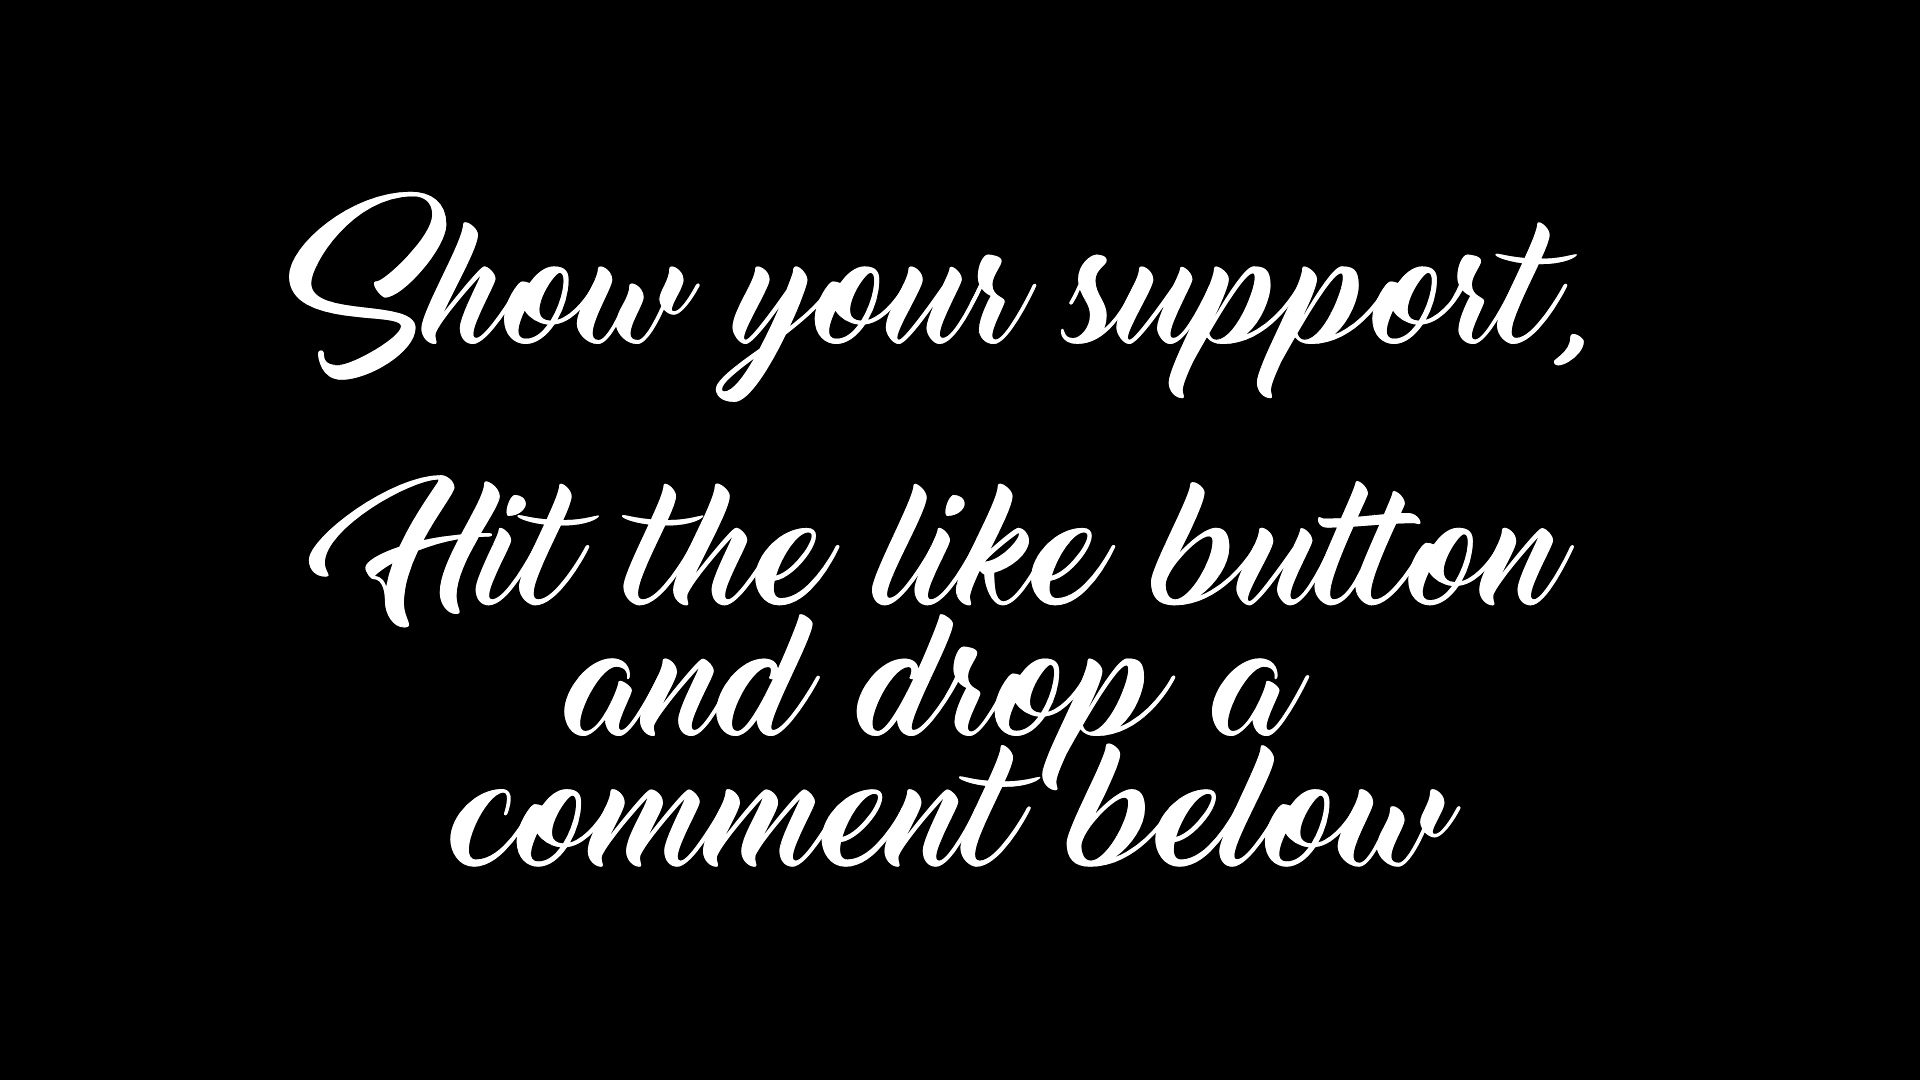 Show your support,
Hit the like button
and drop a
comment below